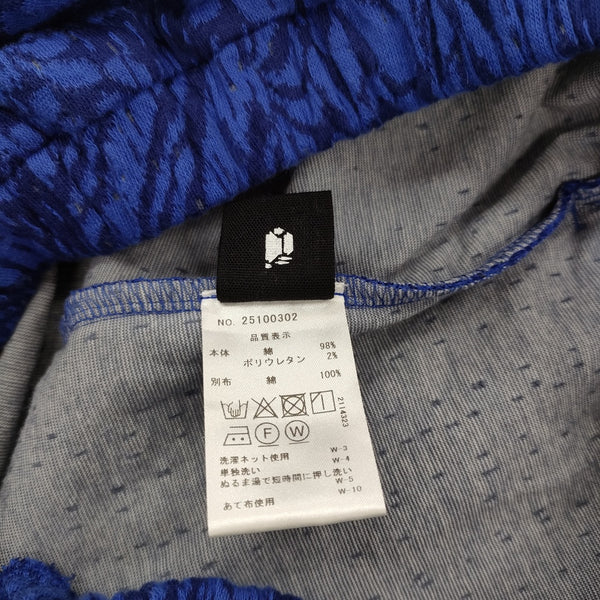 NO. 25100302
品質表示
本体 綿 98%
ポリウレタン 2%
別布 綿 100%
2114323
F W
洗濯ネット使用 W-3
単独洗い W-4
ぬるま湯で短時間に押し洗い W-5
W-10
あて布使用